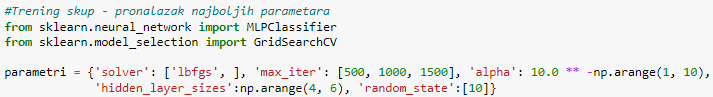 #Trening skup - pronalazak najboljih parametara
from sklearn.neural_network import MLPClassifier
from sklearn.model_selection import GridSearchCV
parametri = {'solver': ['lbfgs', ], 'max_iter': [500, 1000, 1500], 'alpha': 10.0 ** -np.arange(1, 10),
'hidden_layer_sizes':np.arange(4, 6), 'random_state':[10]}